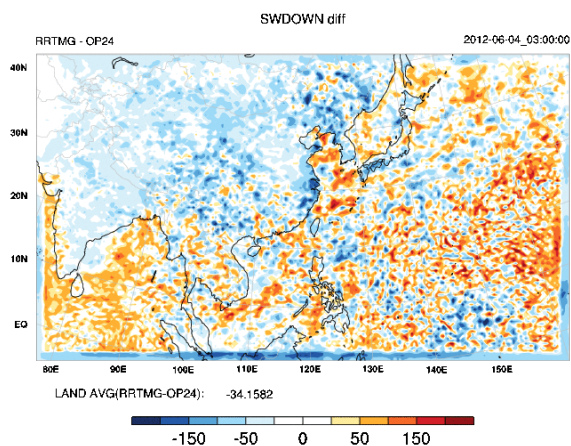 SWDOWN diff
RRTMG - OP24 2012-06-04_03:00:00
40N
30N
20N
10N
EQ
80E 90E 100E 110E 120E 130E 140E 150E
LAND AVG(RRTMG-OP24): -34.1582
-150 -50 0 50 150